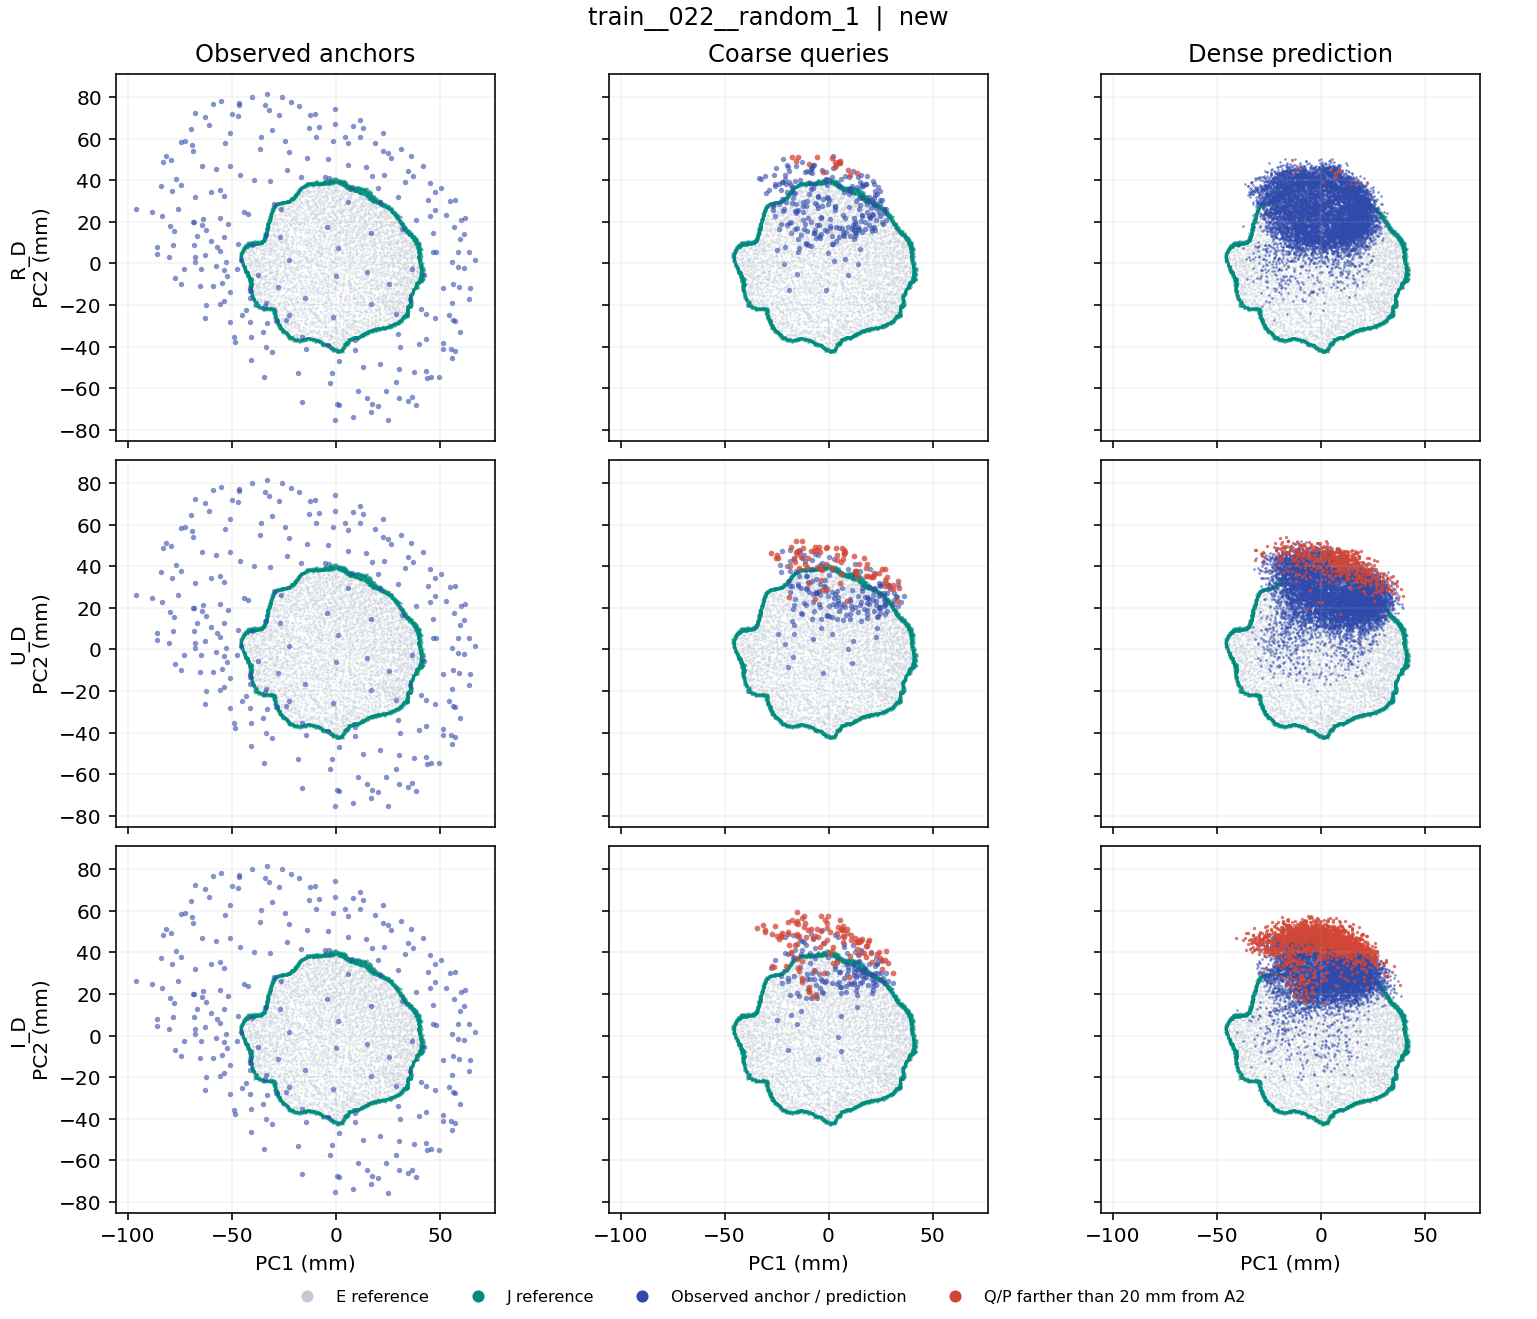 train__022__random_1  |  new
Observed anchors
Coarse queries
Dense prediction
R_D
PC2 (mm)
80
60
40
20
0
−20
−40
−60
−80
U_D
PC2 (mm)
80
60
40
20
0
−20
−40
−60
−80
I_D
PC2 (mm)
80
60
40
20
0
−20
−40
−60
−80
−100 −50 0 50
−100 −50 0 50
−100 −50 0 50
PC1 (mm)
PC1 (mm)
PC1 (mm)
E reference
J reference
Observed anchor / prediction
Q/P farther than 20 mm from A2